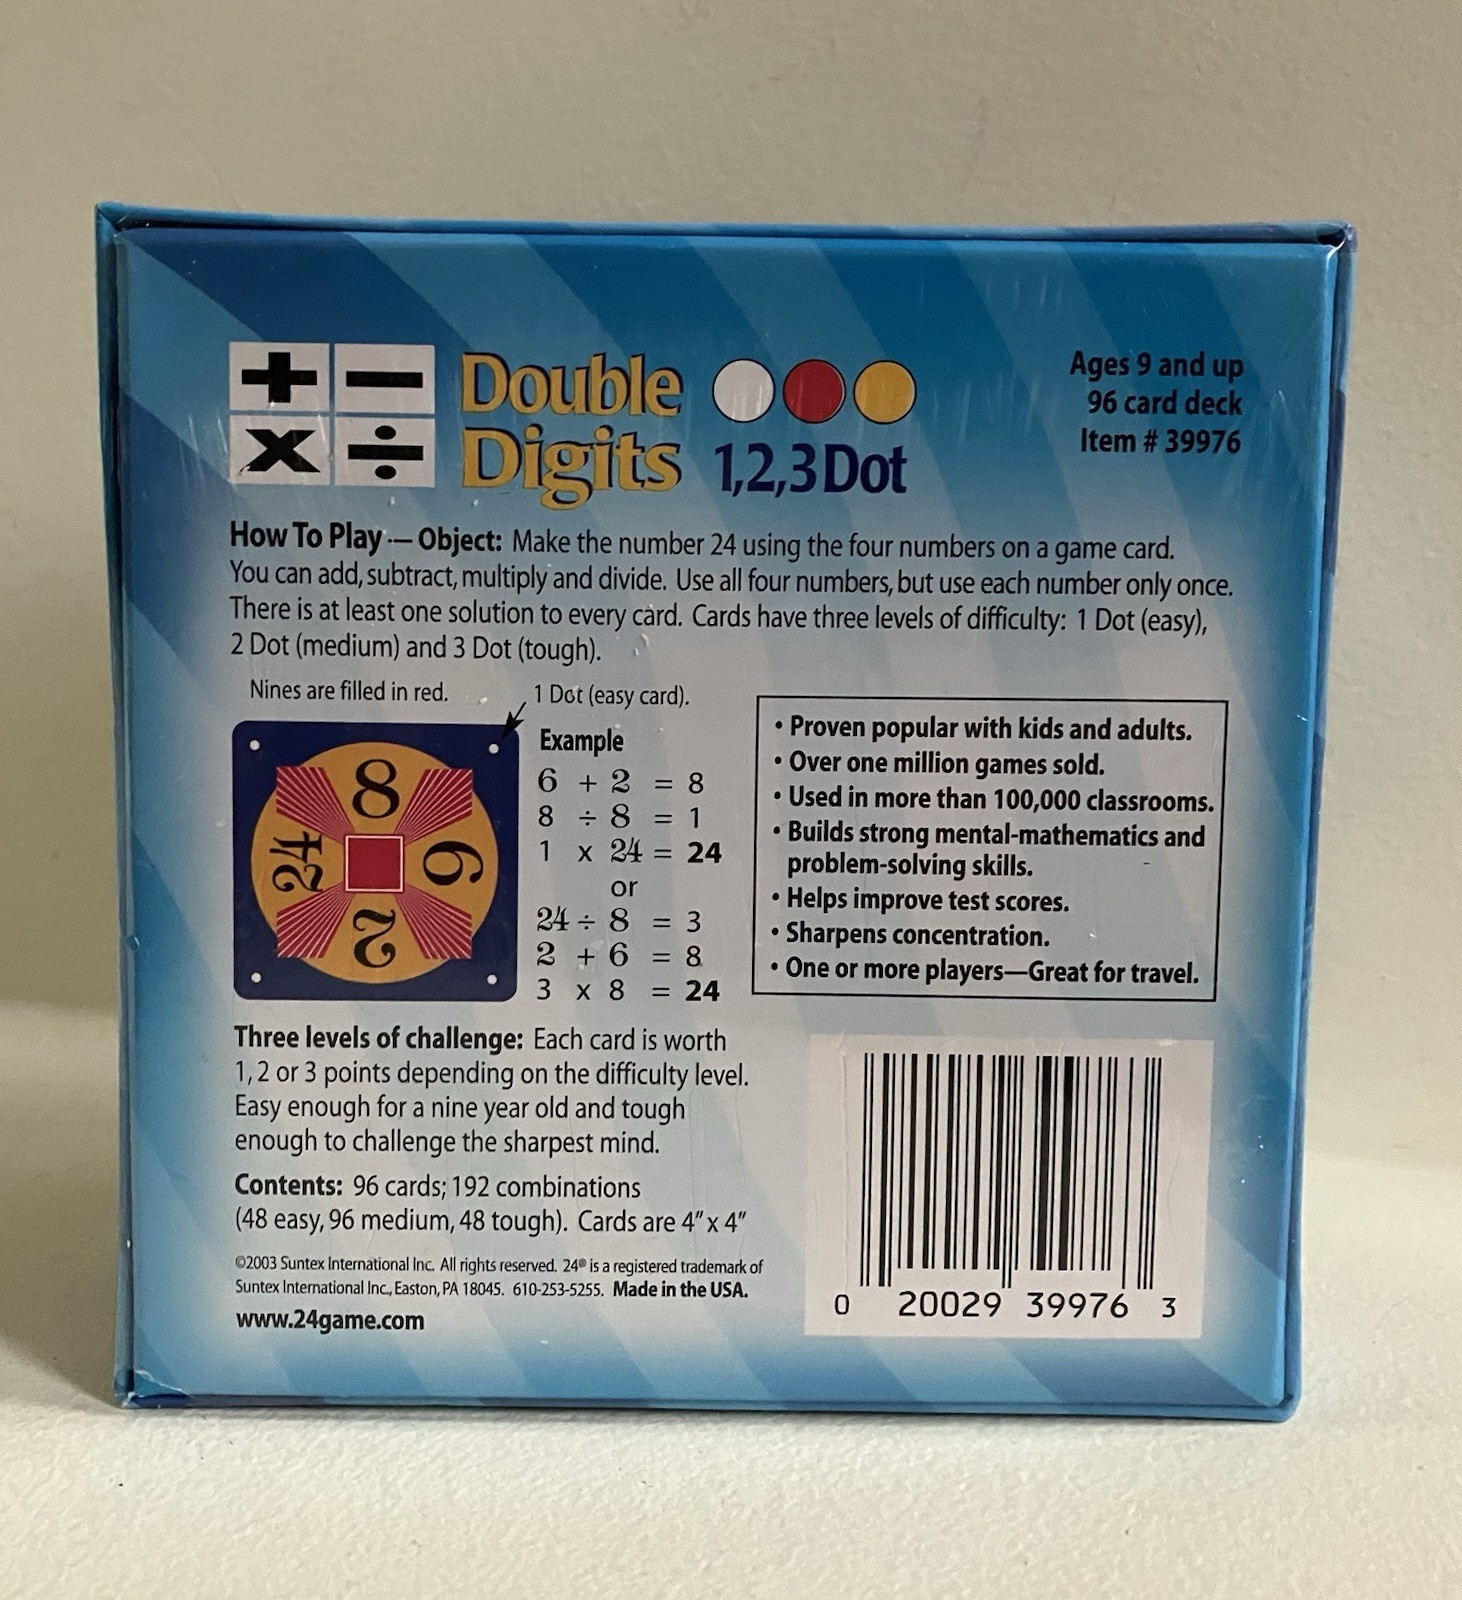 + −
× ÷
Double
Digits 1,2,3 Dot
Ages 9 and up
96 card deck
Item # 39976
How To Play — Object: Make the number 24 using the four numbers on a game card.
You can add, subtract, multiply and divide. Use all four numbers, but use each number only once.
There is at least one solution to every card. Cards have three levels of difficulty: 1 Dot (easy),
2 Dot (medium) and 3 Dot (tough).
Nines are filled in red.
1 Dot (easy card).
8
24
6
2
Example
6 + 2 = 8
8 ÷ 8 = 1
1 x 24 = 24
or
24 ÷ 8 = 3
2 + 6 = 8
3 x 8 = 24
• Proven popular with kids and adults.
• Over one million games sold.
• Used in more than 100,000 classrooms.
• Builds strong mental-mathematics and
problem-solving skills.
• Helps improve test scores.
• Sharpens concentration.
• One or more players—Great for travel.
Three levels of challenge: Each card is worth
1, 2 or 3 points depending on the difficulty level.
Easy enough for a nine year old and tough
enough to challenge the sharpest mind.
Contents: 96 cards; 192 combinations
(48 easy, 96 medium, 48 tough). Cards are 4" x 4"
©2003 Suntex International Inc. All rights reserved. 24® is a registered trademark of
Suntex International Inc., Easton, PA 18045. 610-253-5255. Made in the USA.
www.24game.com
0 20029 39976 3